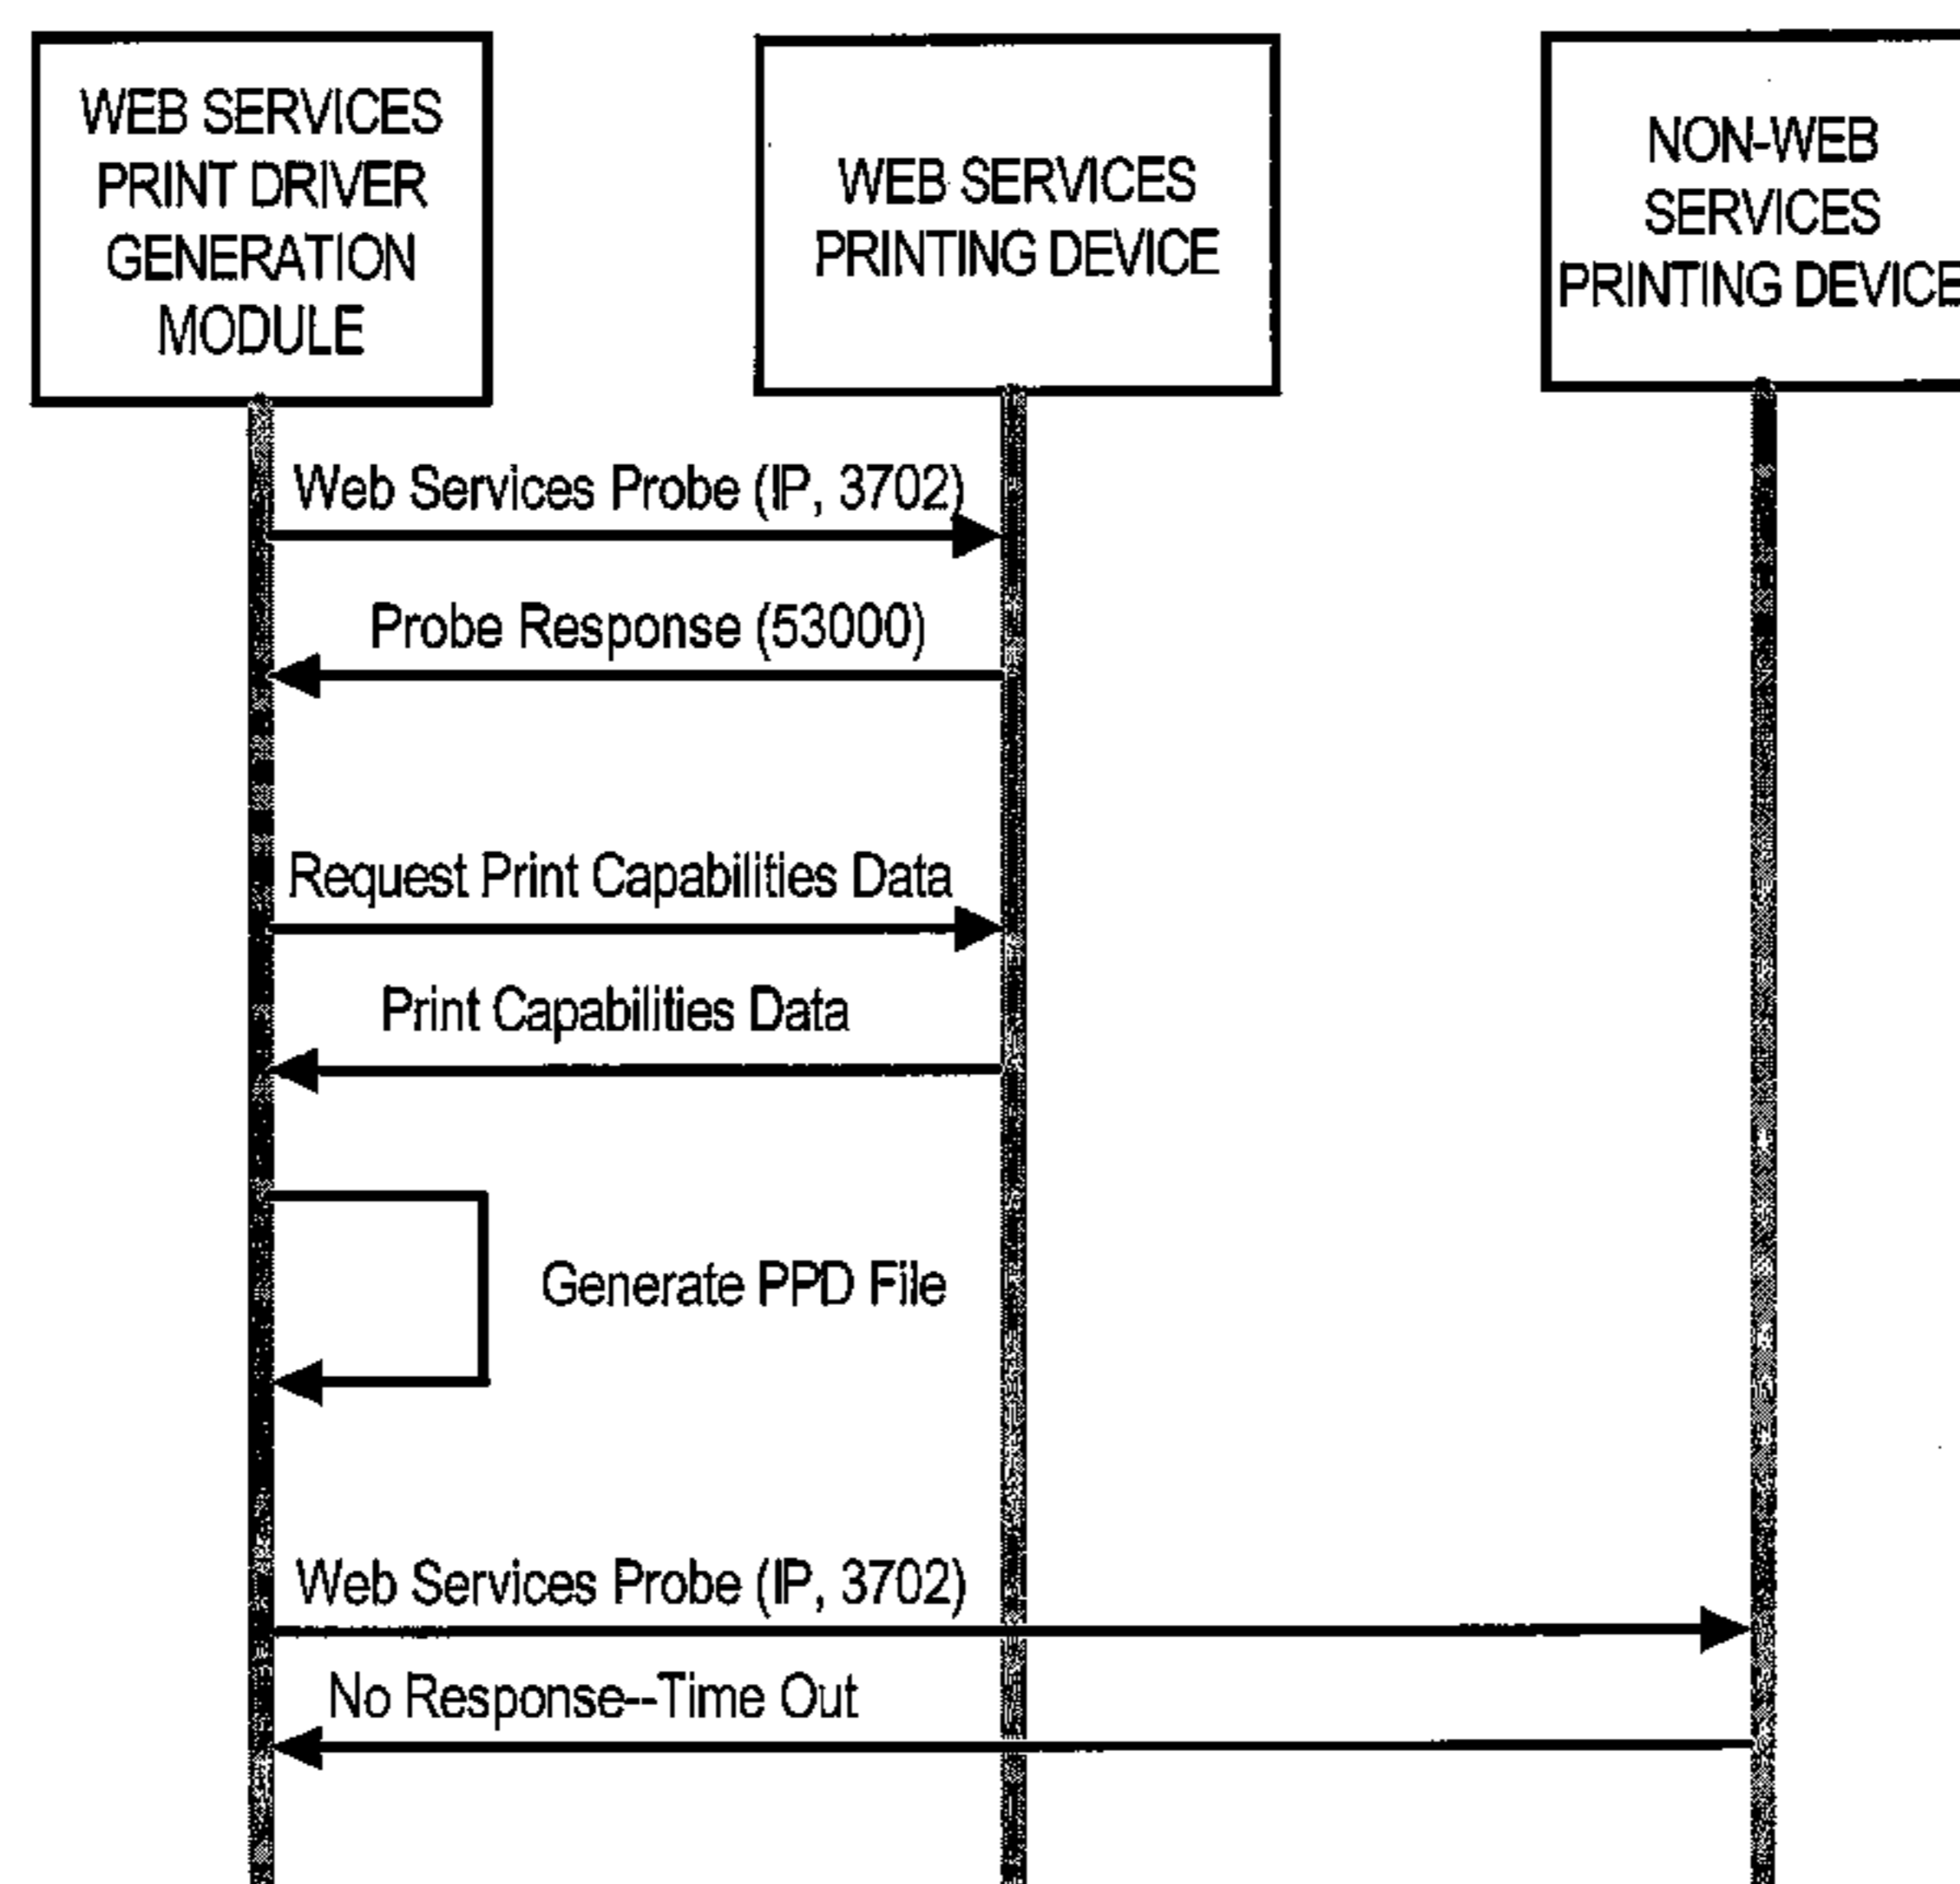 WEB SERVICES
PRINT DRIVER
GENERATION
MODULE
WEB SERVICES
PRINTING DEVICE
NON-WEB
SERVICES
PRINTING DEVICE
Web Services Probe (IP, 3702)
Probe Response (53000)
Request Print Capabilities Data
Print Capabilities Data
Generate PPD File
Web Services Probe (IP, 3702)
No Response--Time Out